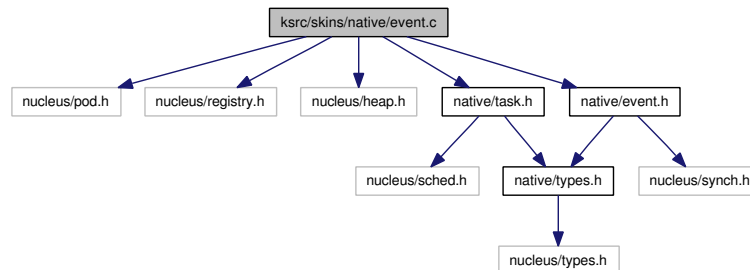 ksrc/skins/native/event.c
nucleus/pod.h
nucleus/registry.h
nucleus/heap.h
native/task.h
native/event.h
nucleus/sched.h
native/types.h
nucleus/synch.h
nucleus/types.h